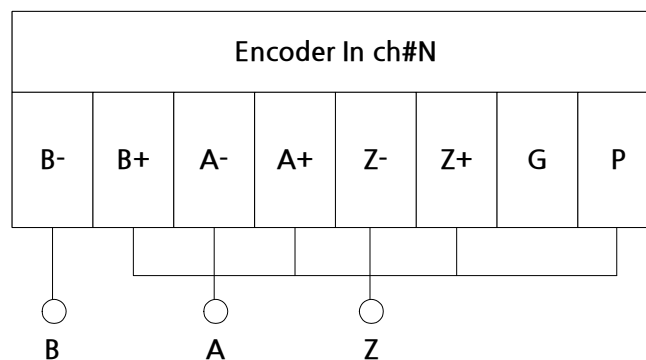 Encoder In ch#N
B- B+ A- A+ Z- Z+ G P
B A Z